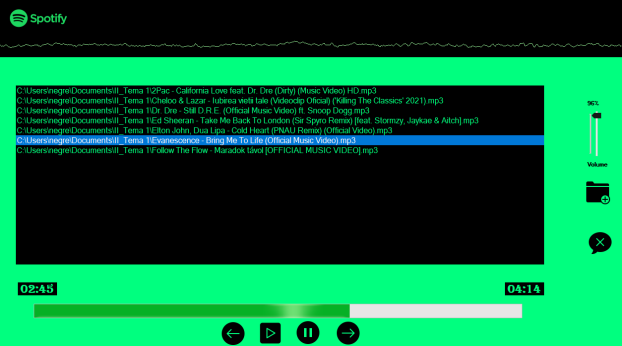 Spotify
C:\Users\negre\Documents\II_Tema 1\2Pac - California Love feat. Dr. Dre (Dirty) (Music Video) HD.mp3
C:\Users\negre\Documents\II_Tema 1\Cheloo & Lazar - Iubirea vietii tale (Videoclip Oficial) ('Killing The Classics' 2021).mp3
C:\Users\negre\Documents\II_Tema 1\Dr. Dre - Still D.R.E. (Official Music Video) ft. Snoop Dogg.mp3
C:\Users\negre\Documents\II_Tema 1\Ed Sheeran - Take Me Back To London (Sir Spyro Remix) [feat. Stormzy, Jaykae & Aitch].mp3
C:\Users\negre\Documents\II_Tema 1\Elton John, Dua Lipa - Cold Heart (PNAU Remix) (Official Video).mp3
C:\Users\negre\Documents\II_Tema 1\Evanescence - Bring Me To Life (Official Music Video).mp3
C:\Users\negre\Documents\II_Tema 1\Follow The Flow - Maradok távol [OFFICIAL MUSIC VIDEO].mp3
96%
Volume
02:45
04:14